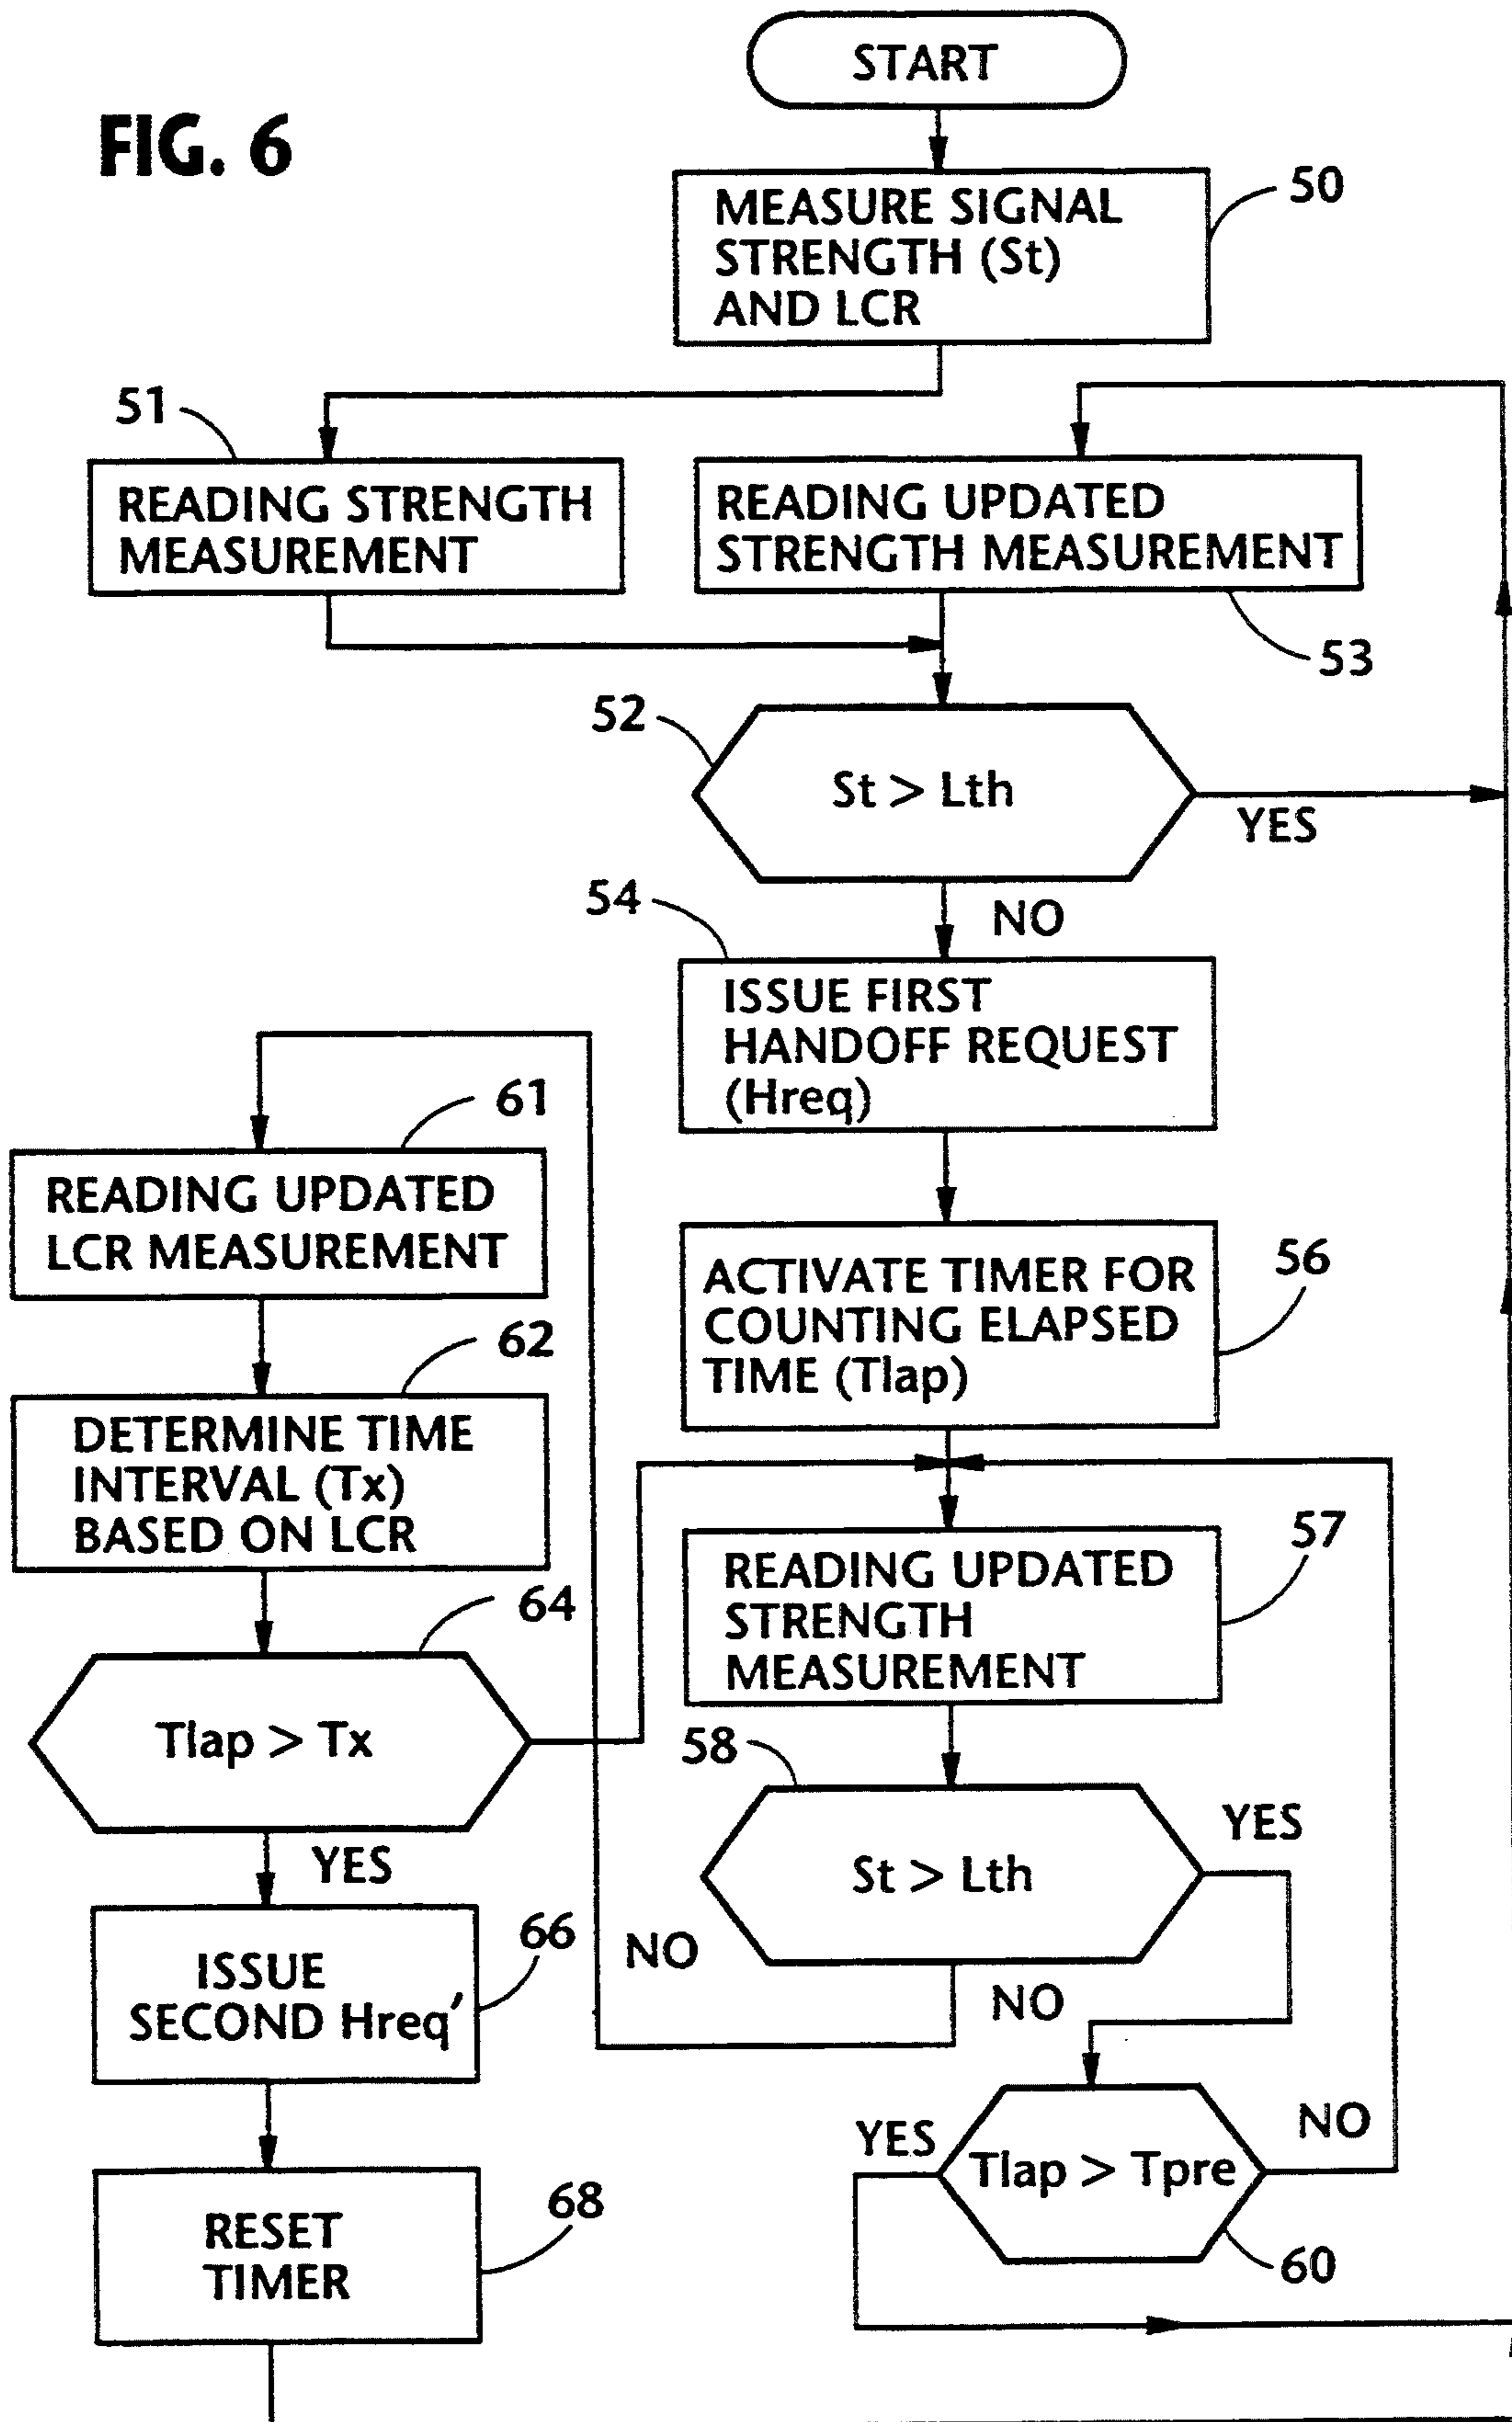 START
FIG. 6
MEASURE SIGNAL
STRENGTH (St)
AND LCR
50
51
READING STRENGTH
MEASUREMENT
READING UPDATED
STRENGTH MEASUREMENT
53
52
St > Lth
YES
NO
54
ISSUE FIRST
HANDOFF REQUEST
(Hreq)
61
READING UPDATED
LCR MEASUREMENT
56
ACTIVATE TIMER FOR
COUNTING ELAPSED
TIME (Tlap)
62
DETERMINE TIME
INTERVAL (Tx)
BASED ON LCR
57
READING UPDATED
STRENGTH
MEASUREMENT
64
Tlap > Tx
YES
58
St > Lth
YES
NO
NO
66
ISSUE
SECOND Hreq'
YES
Tlap > Tpre
NO
60
68
RESET
TIMER